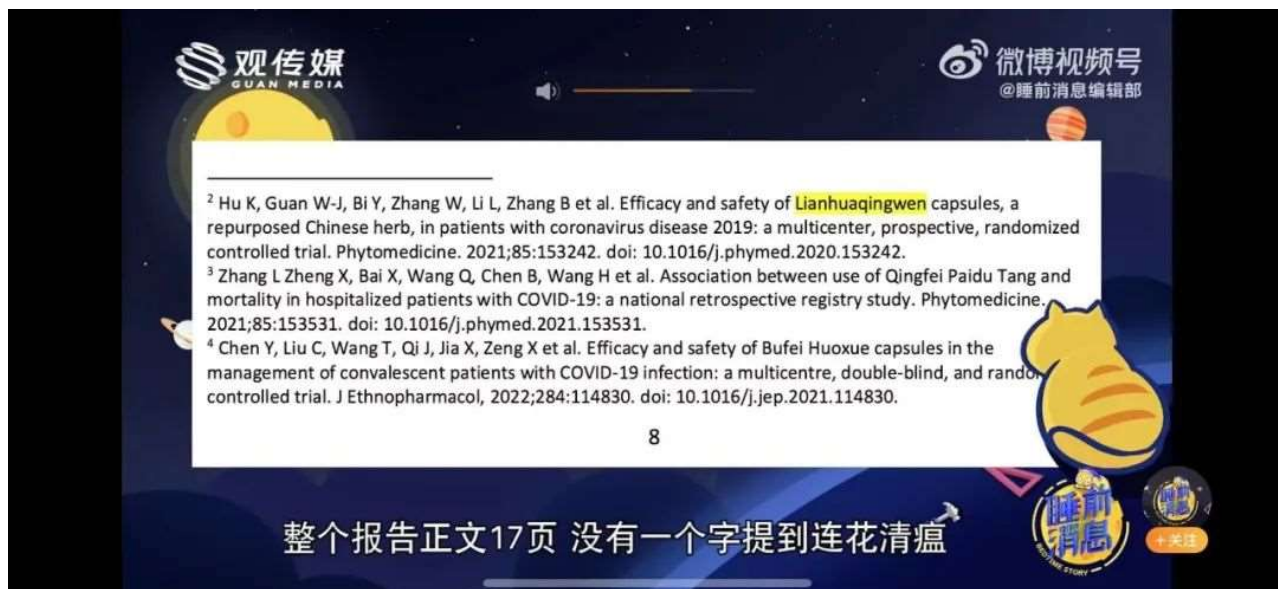 观传媒
GUAN MEDIA
微博视频号
@睡前消息编辑部
2 Hu K, Guan W-J, Bi Y, Zhang W, Li L, Zhang B et al. Efficacy and safety of Lianhuaqingwen capsules, a
repurposed Chinese herb, in patients with coronavirus disease 2019: a multicenter, prospective, randomized
controlled trial. Phytomedicine. 2021;85:153242. doi: 10.1016/j.phymed.2020.153242.
3 Zhang L Zheng X, Bai X, Wang Q, Chen B, Wang H et al. Association between use of Qingfei Paidu Tang and
mortality in hospitalized patients with COVID-19: a national retrospective registry study. Phytomedicine.
2021;85:153531. doi: 10.1016/j.phymed.2021.153531.
4 Chen Y, Liu C, Wang T, Qi J, Jia X, Zeng X et al. Efficacy and safety of Bufei Huoxue capsules in the
management of convalescent patients with COVID-19 infection: a multicentre, double-blind, and
controlled trial. J Ethnopharmacol, 2022;284:114830. doi: 10.1016/j.jep.2021.114830.
8
整个报告正文17页 没有一个字提到连花清瘟
睡前
消息
BEDTIME STORY
+关注